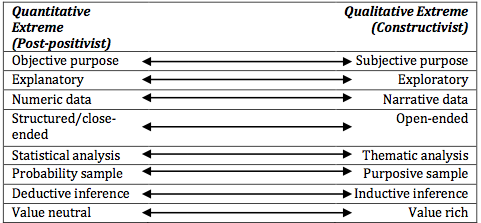 Quantitative Extreme (Post-positivist) Qualitative Extreme (Constructivist)
Objective purpose Subjective purpose
Explanatory Exploratory
Numeric data Narrative data
Structured/close-ended Open-ended
Statistical analysis Thematic analysis
Probability sample Purposive sample
Deductive inference Inductive inference
Value neutral Value rich